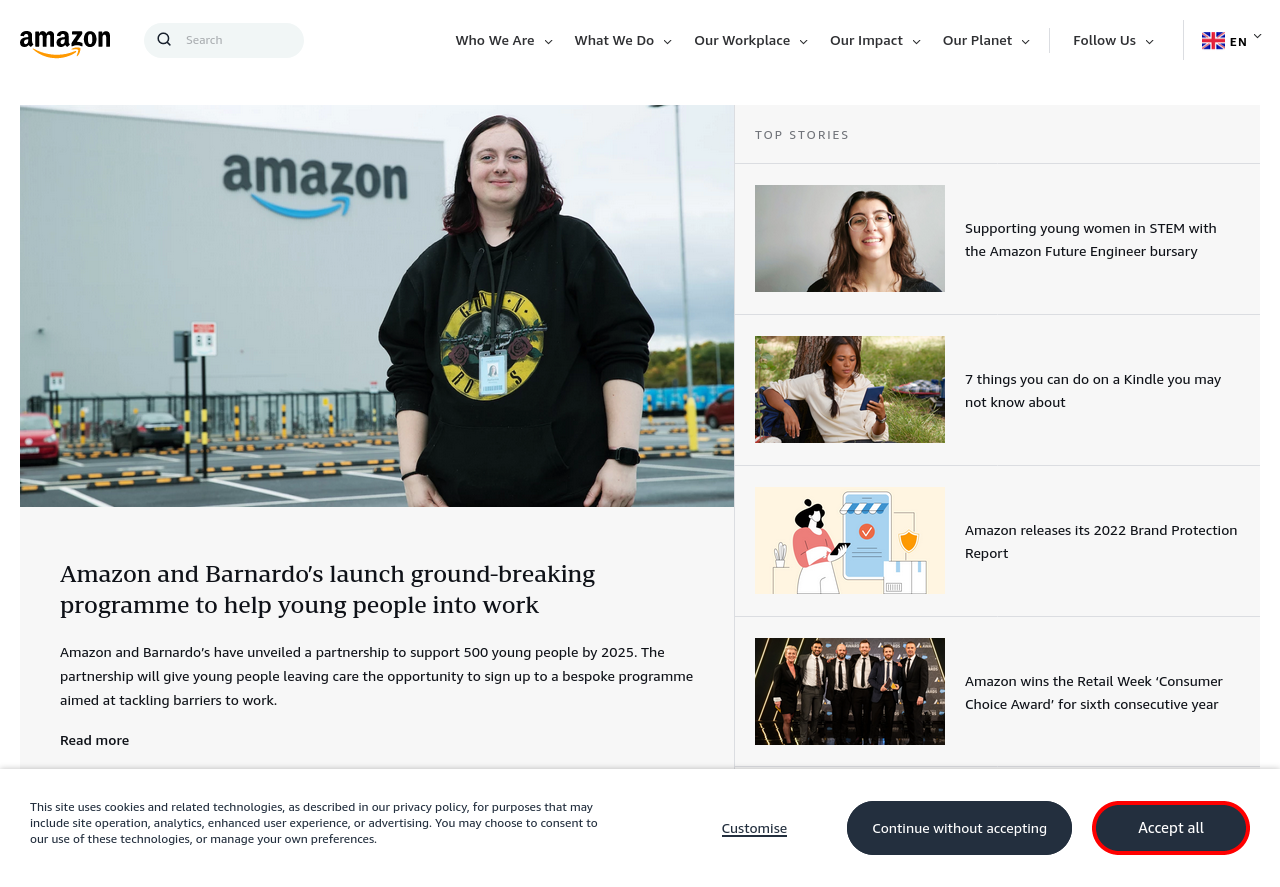 amazon
Search
Who We Are
What We Do
Our Workplace
Our Impact
Our Planet
Follow Us
EN
amazon
TOP STORIES
Supporting young women in STEM with
the Amazon Future Engineer bursary
7 things you can do on a Kindle you may
not know about
Amazon releases its 2022 Brand Protection
Report
Amazon wins the Retail Week ‘Consumer
Choice Award’ for sixth consecutive year
Amazon and Barnardo’s launch ground-breaking
programme to help young people into work
Amazon and Barnardo’s have unveiled a partnership to support 500 young people by 2025. The
partnership will give young people leaving care the opportunity to sign up to a bespoke programme
aimed at tackling barriers to work.
Read more
This site uses cookies and related technologies, as described in our privacy policy, for purposes that may
include site operation, analytics, enhanced user experience, or advertising. You may choose to consent to
our use of these technologies, or manage your own preferences.
Customise
Continue without accepting
Accept all